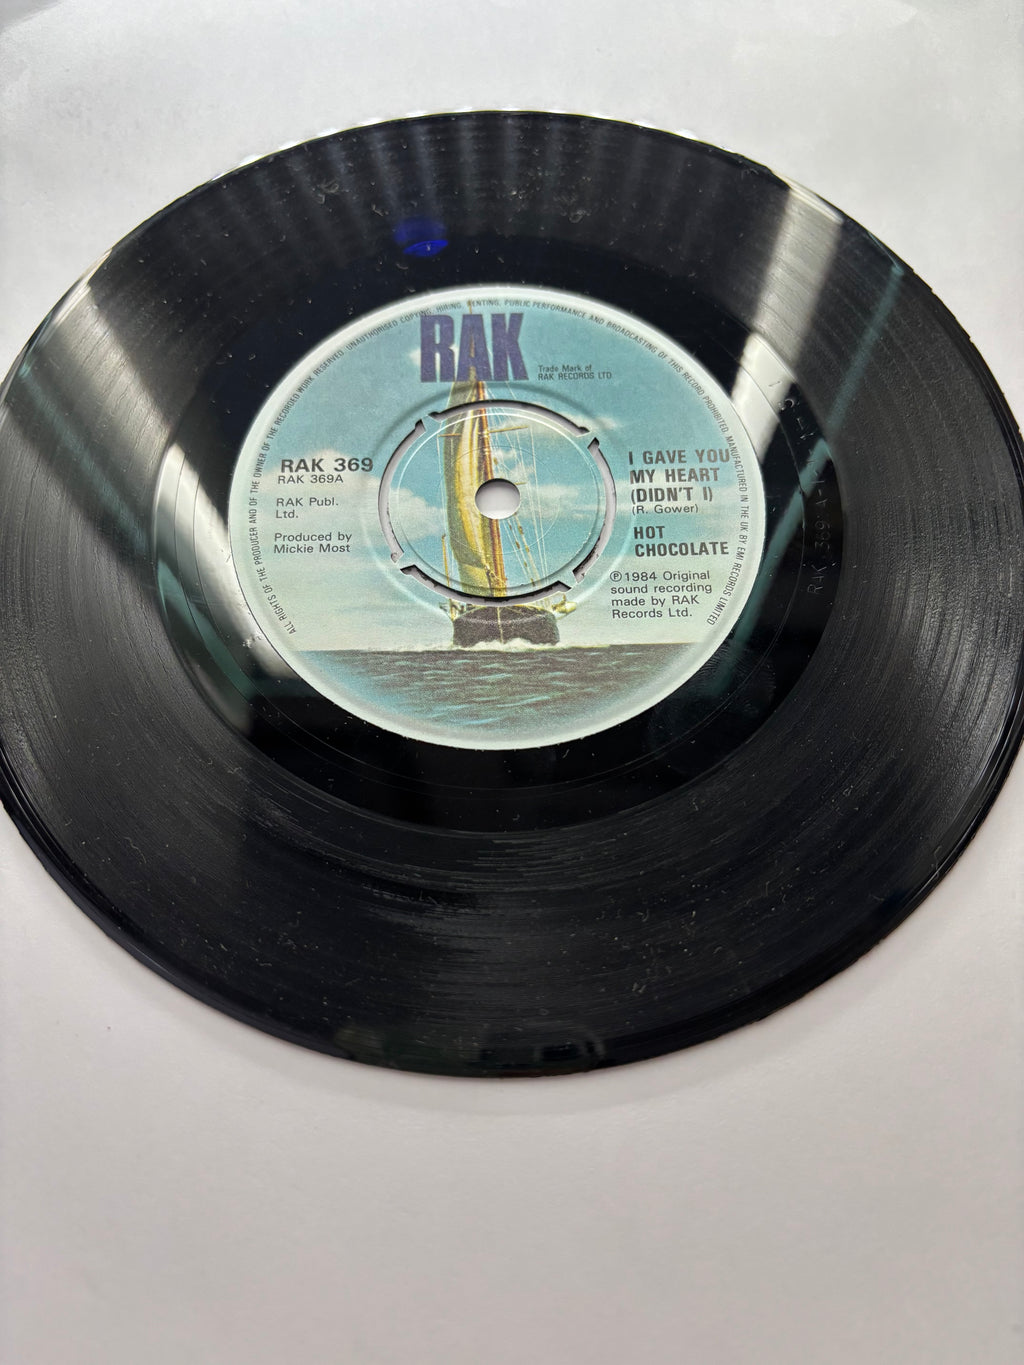 ALL RIGHTS OF THE PRODUCER AND OF THE OWNER OF THE RECORDED WORK RESERVED. UNAUTHORISED COPYING, HIRING, RENTING, PUBLIC PERFORMANCE AND BROADCASTING OF THIS RECORD PROHIBITED. MANUFACTURED IN THE UK BY EMI RECORDS LIMITED
RAK
Trade Mark of
RAK RECORDS LTD
RAK 369
RAK 369A
RAK Publ.
Ltd.
Produced by
Mickie Most
I GAVE YOU
MY HEART
(DIDN'T I)
(R. Gower)
HOT
CHOCOLATE
℗1984 Original
sound recording
made by RAK
Records Ltd.
RAK 369 A-1